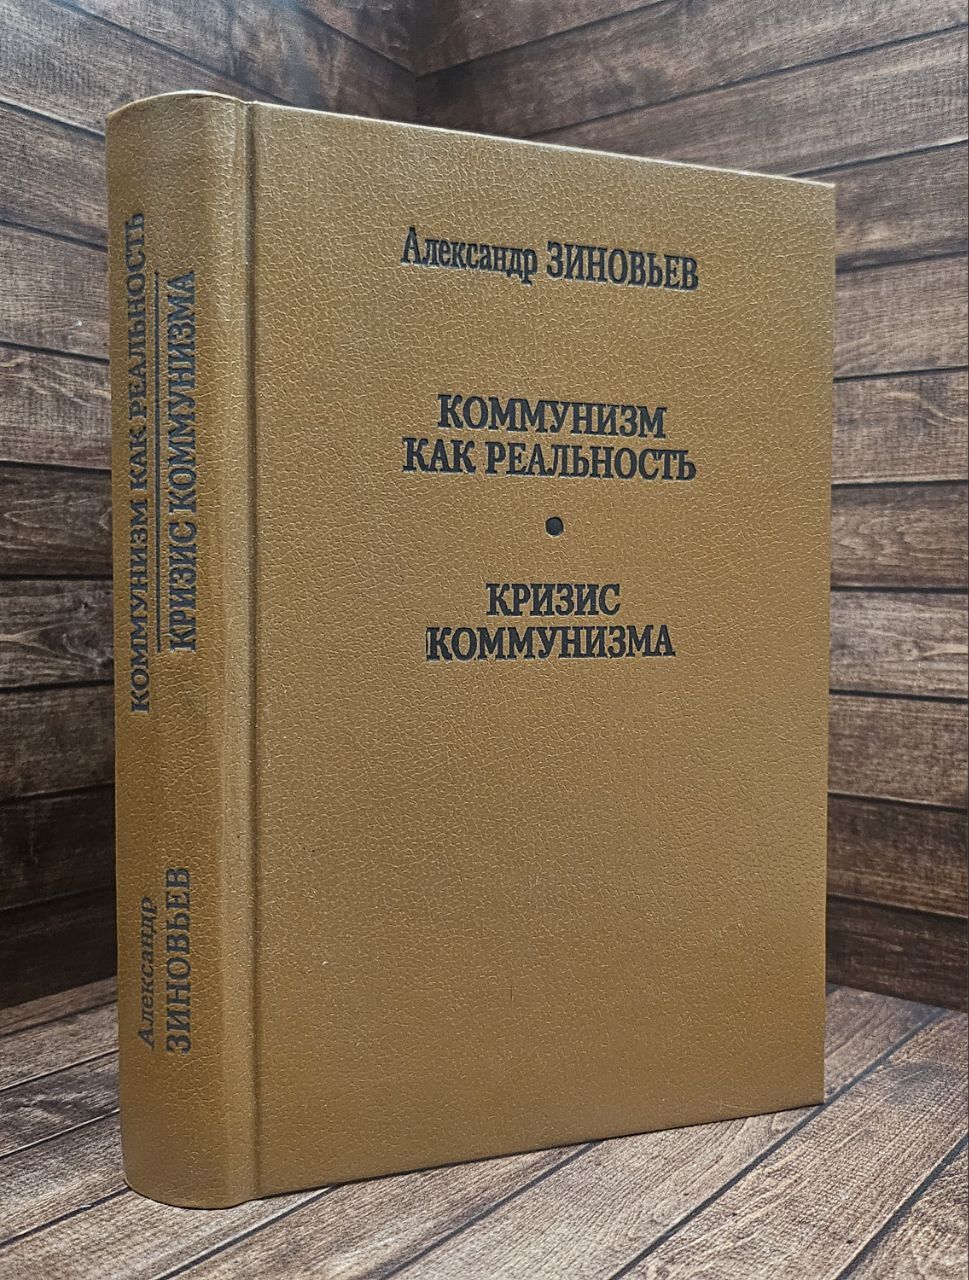 Александр ЗИНОВЬЕВ
КОММУНИЗМ
КАК РЕАЛЬНОСТЬ
•
КРИЗИС
КОММУНИЗМА
Александр
ЗИНОВЬЕВ
КОММУНИЗМ КАК РЕАЛЬНОСТЬ
КРИЗИС КОММУНИЗМА